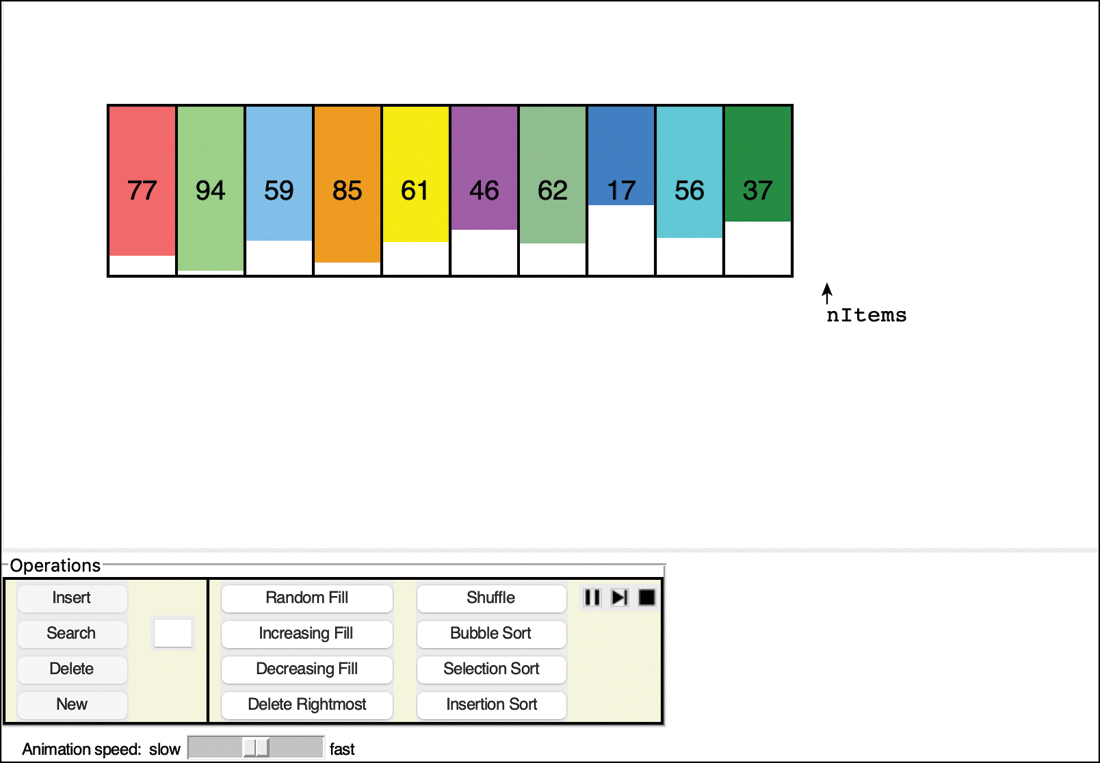 77 94 59 85 61 46 62 17 56 37
nItems
Operations
Insert Random Fill Shuffle
Search Increasing Fill Bubble Sort
Delete Decreasing Fill Selection Sort
New Delete Rightmost Insertion Sort
Animation speed: slow fast